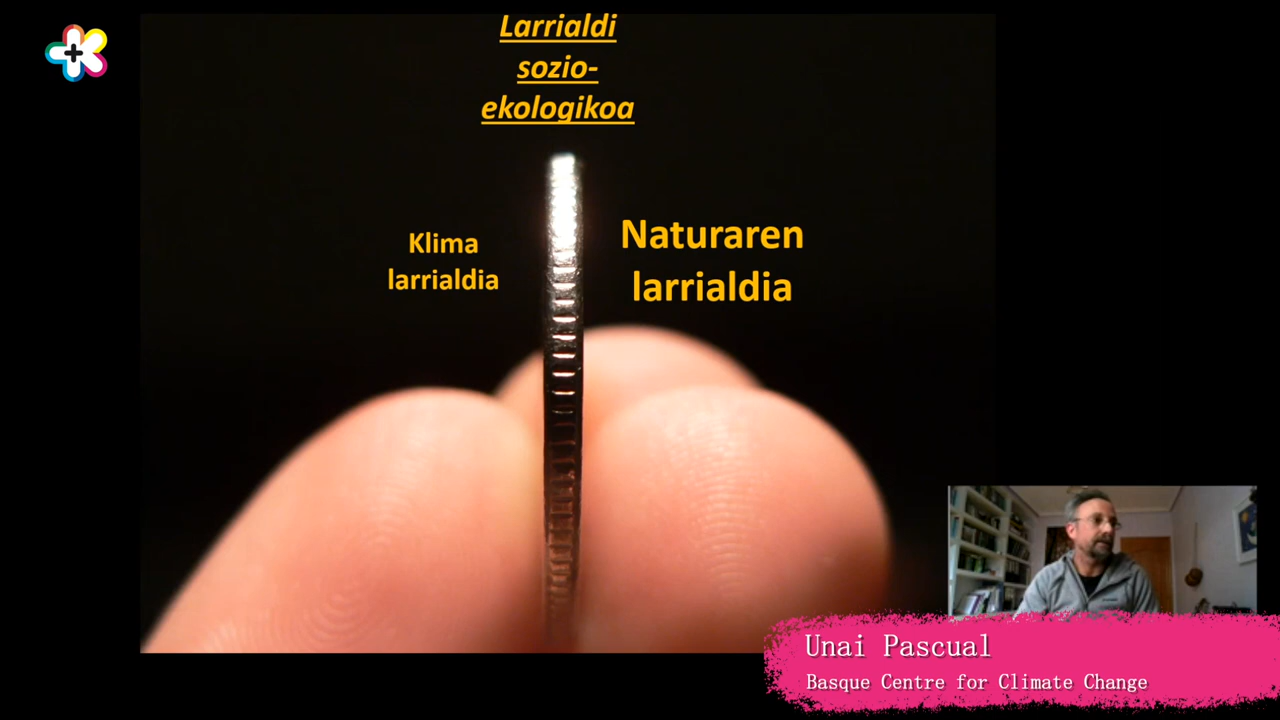 Larrialdi
sozio-
ekologikoa
Klima
larrialdia
Naturaren
larrialdia
Unai Pascual
Basque Centre for Climate Change